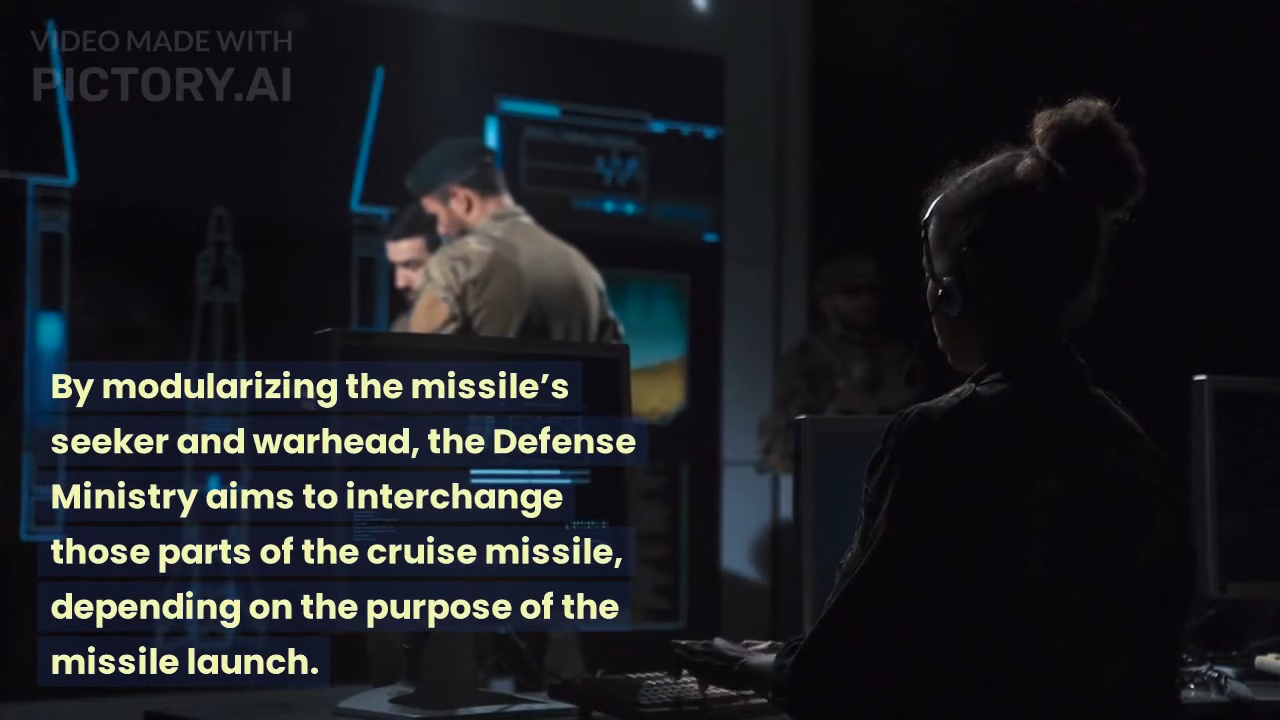 VIDEO MADE WITH
PICTORY.AI
By modularizing the missile’s
seeker and warhead, the Defense
Ministry aims to interchange
those parts of the cruise missile,
depending on the purpose of the
missile launch.